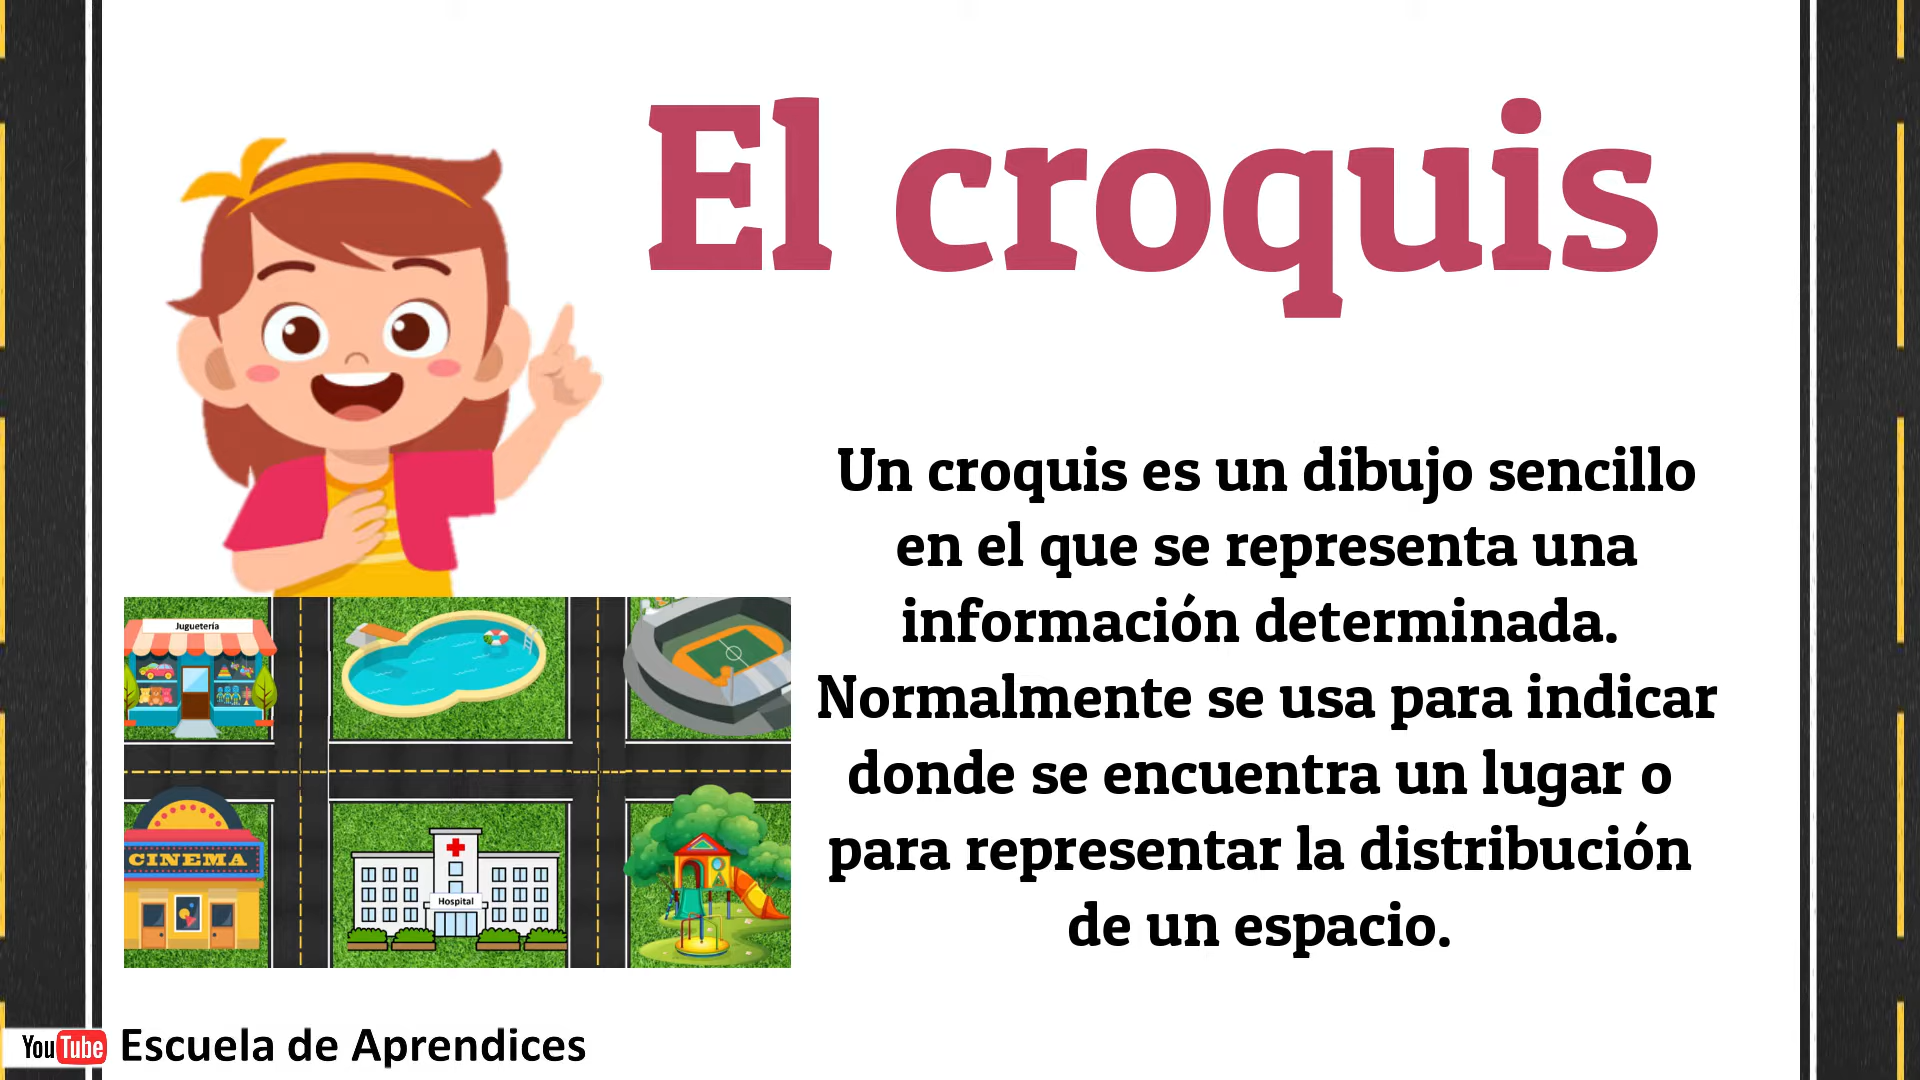 El croquis
Un croquis es un dibujo sencillo
en el que se representa una
información determinada.
Normalmente se usa para indicar
donde se encuentra un lugar o
para representar la distribución
de un espacio.
Juguetería
CINEMA
Hospital
YouTube Escuela de Aprendices